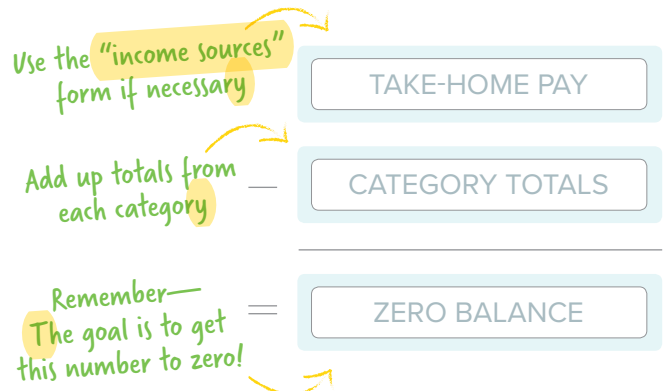 Use the “income sources”
form if necessary
TAKE-HOME PAY
Add up totals from
each category
—
CATEGORY TOTALS
Remember—
The goal is to get
this number to zero!
=
ZERO BALANCE